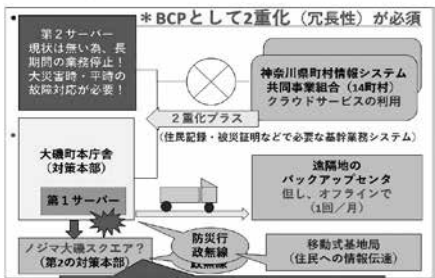 ＊BCPとして2重化（冗長性）が必須
第２サーバー
現状は無い為、長
期間の業務停止！
大災害時・平時の
故障対応が必要！
神奈川県町村情報システム
共同事業組合（14町村）
クラウドサービスの利用
２重化プラス
（住民記録・被災証明などで必要な基幹業務システム）
大磯町本庁舎
（対策本部）
第１サーバー
遠隔地の
バックアップセンタ
但し、オフラインで
（1回／月）
ノジマ大磯スクエア？
（第2の対策本部）
防災行
政無線
移動式基地局
（住民への情報伝達）